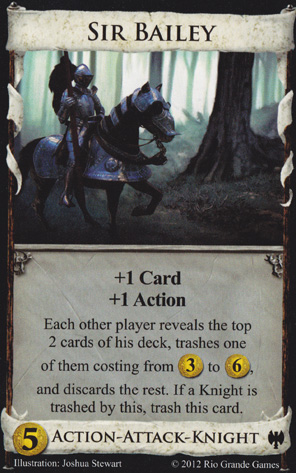 SIR BAILEY
+1 Card
+1 Action
Each other player reveals the top
2 cards of his deck, trashes one
of them costing from 3 to 6,
and discards the rest. If a Knight is
trashed by this, trash this card.
5 ACTION-ATTACK-KNIGHT
Illustration: Joshua Stewart © 2012 Rio Grande Games